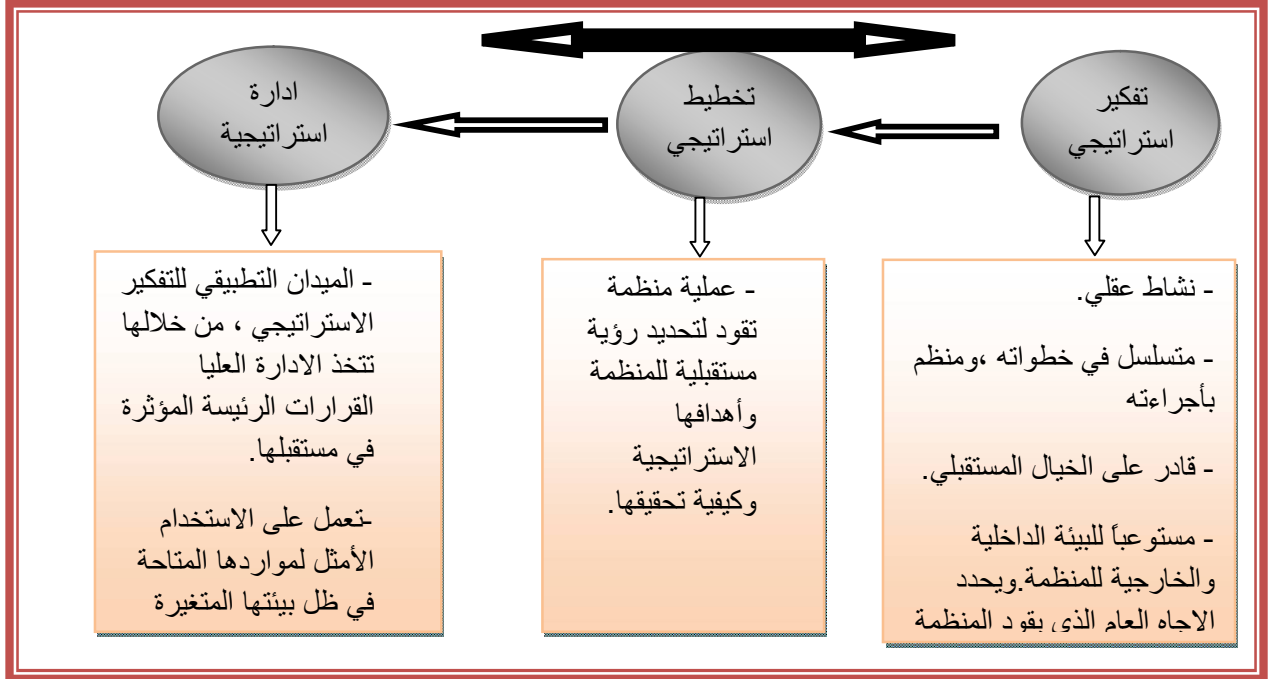 تفكير
استراتيجي
تخطيط
استراتيجي
ادارة
استراتيجية
- نشاط عقلي.
- متسلسل في خطواته ،ومنظم
بأجراءته
- قادر على الخيال المستقبلي.
- مستوعباً للبيئة الداخلية
والخارجية للمنظمة.ويحدد
الاجاه العام الذي يقود المنظمة
- عملية منظمة
تقود لتحديد رؤية
مستقبلية للمنظمة
وأهدافها
الاستراتيجية
وكيفية تحقيقها.
- الميدان التطبيقي للتفكير
الاستراتيجي ، من خلالها
تتخذ الادارة العليا
القرارات الرئيسة المؤثرة
في مستقبلها.
-تعمل على الاستخدام
الأمثل لمواردها المتاحة
في ظل بيئتها المتغيرة